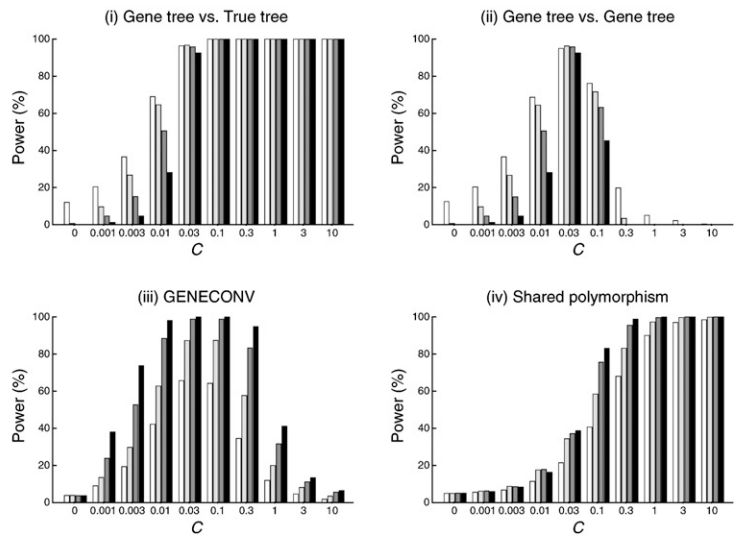 (i) Gene tree vs. True tree
Power (%)
100
80
60
40
20
0
0 0.001 0.003 0.01 0.03 0.1 0.3 1 3 10
C
(ii) Gene tree vs. Gene tree
Power (%)
100
80
60
40
20
0
0 0.001 0.003 0.01 0.03 0.1 0.3 1 3 10
C
(iii) GENECONV
Power (%)
100
80
60
40
20
0
0 0.001 0.003 0.01 0.03 0.1 0.3 1 3 10
C
(iv) Shared polymorphism
Power (%)
100
80
60
40
20
0
0 0.001 0.003 0.01 0.03 0.1 0.3 1 3 10
C